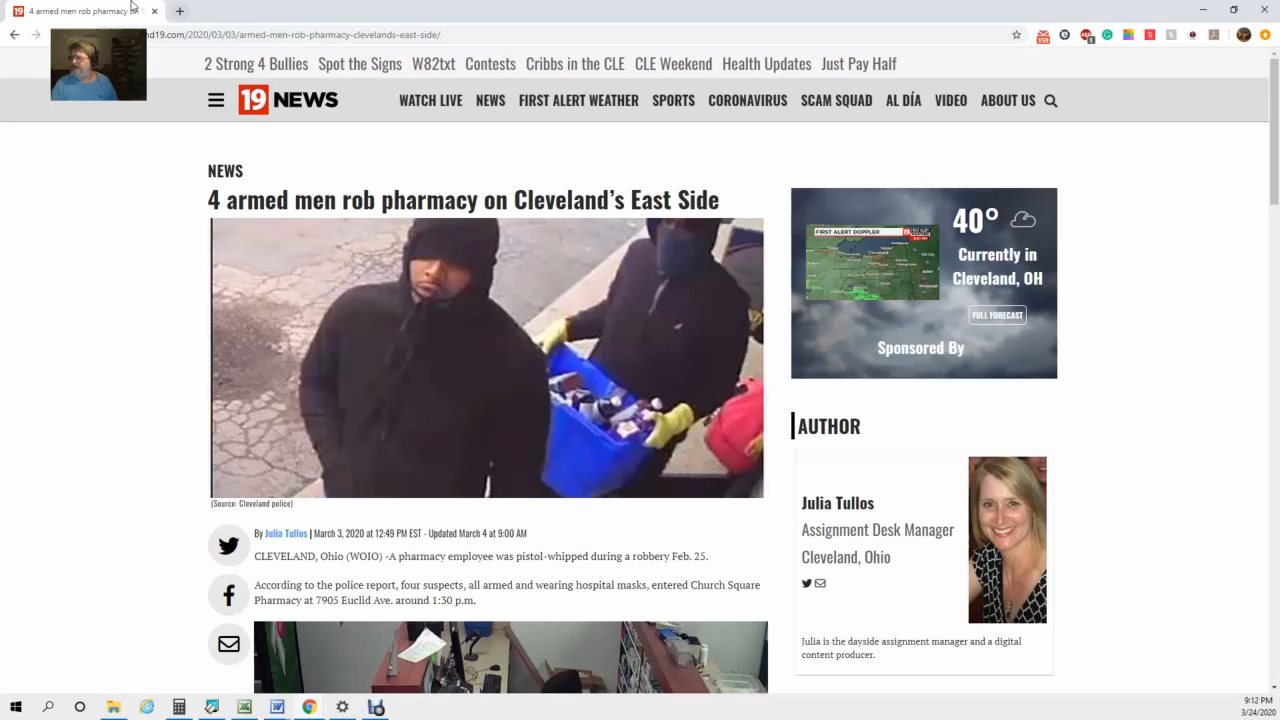 4 armed men rob pharmacy on
nd19.com/2020/03/03/armed-men-rob-pharmacy-clevelands-east-side/
2 Strong 4 Bullies Spot the Signs W82txt Contests Cribbs in the CLE CLE Weekend Health Updates Just Pay Half
19 NEWS WATCH LIVE NEWS FIRST ALERT WEATHER SPORTS CORONAVIRUS SCAM SQUAD AL DÍA VIDEO ABOUT US
NEWS
4 armed men rob pharmacy on Cleveland's East Side
(Source: Cleveland police)
By Julia Tullos | March 3, 2020 at 12:49 PM EST - Updated March 4 at 9:00 AM
CLEVELAND, Ohio (WOIO) -A pharmacy employee was pistol-whipped during a robbery Feb. 25.
According to the police report, four suspects, all armed and wearing hospital masks, entered Church Square
Pharmacy at 7905 Euclid Ave. around 1:30 p.m.
FIRST ALERT DOPPLER
40°
Currently in
Cleveland, OH
FULL FORECAST
Sponsored By
AUTHOR
Julia Tullos
Assignment Desk Manager
Cleveland, Ohio
Julia is the dayside assignment manager and a digital
content producer.
9:12 PM
3/24/2020